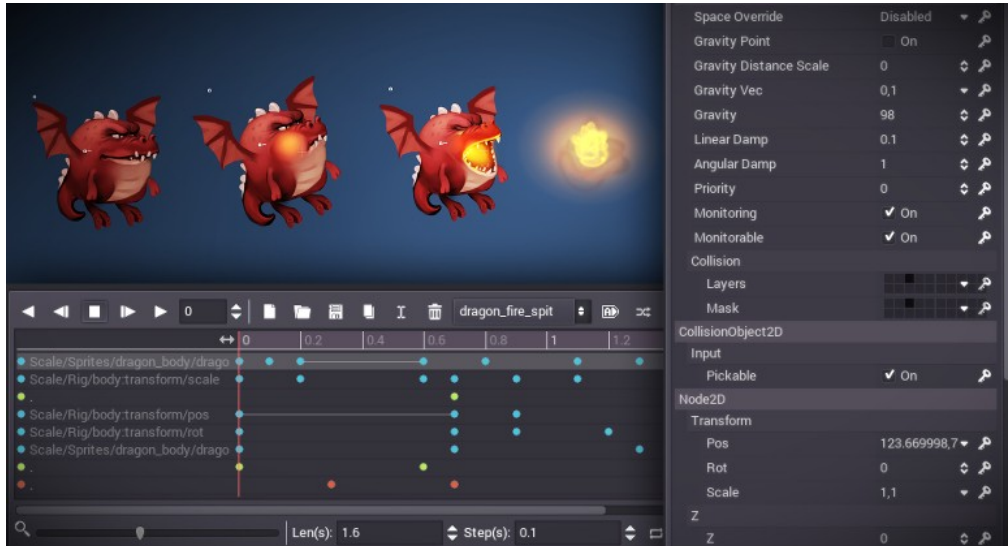 Space Override Disabled
Gravity Point On
Gravity Distance Scale 0
Gravity Vec 0,1
Gravity 98
Linear Damp 0.1
Angular Damp 1
Priority 0
Monitoring On
Monitorable On
Collision
Layers
Mask
CollisionObject2D
Input
Pickable On
Node2D
Transform
Pos 123.669998,7
Rot 0
Scale 1,1
Z
Z 0
0 dragon_fire_spit
0 0.2 0.4 0.6 0.8 1 1.2
Scale/Sprites/dragon_body/drago
Scale/Rig/body:transform/scale
.
Scale/Rig/body:transform/pos
Scale/Rig/body:transform/rot
Scale/Sprites/dragon_body/drago
.
.
Len(s): 1.6 Step(s): 0.1